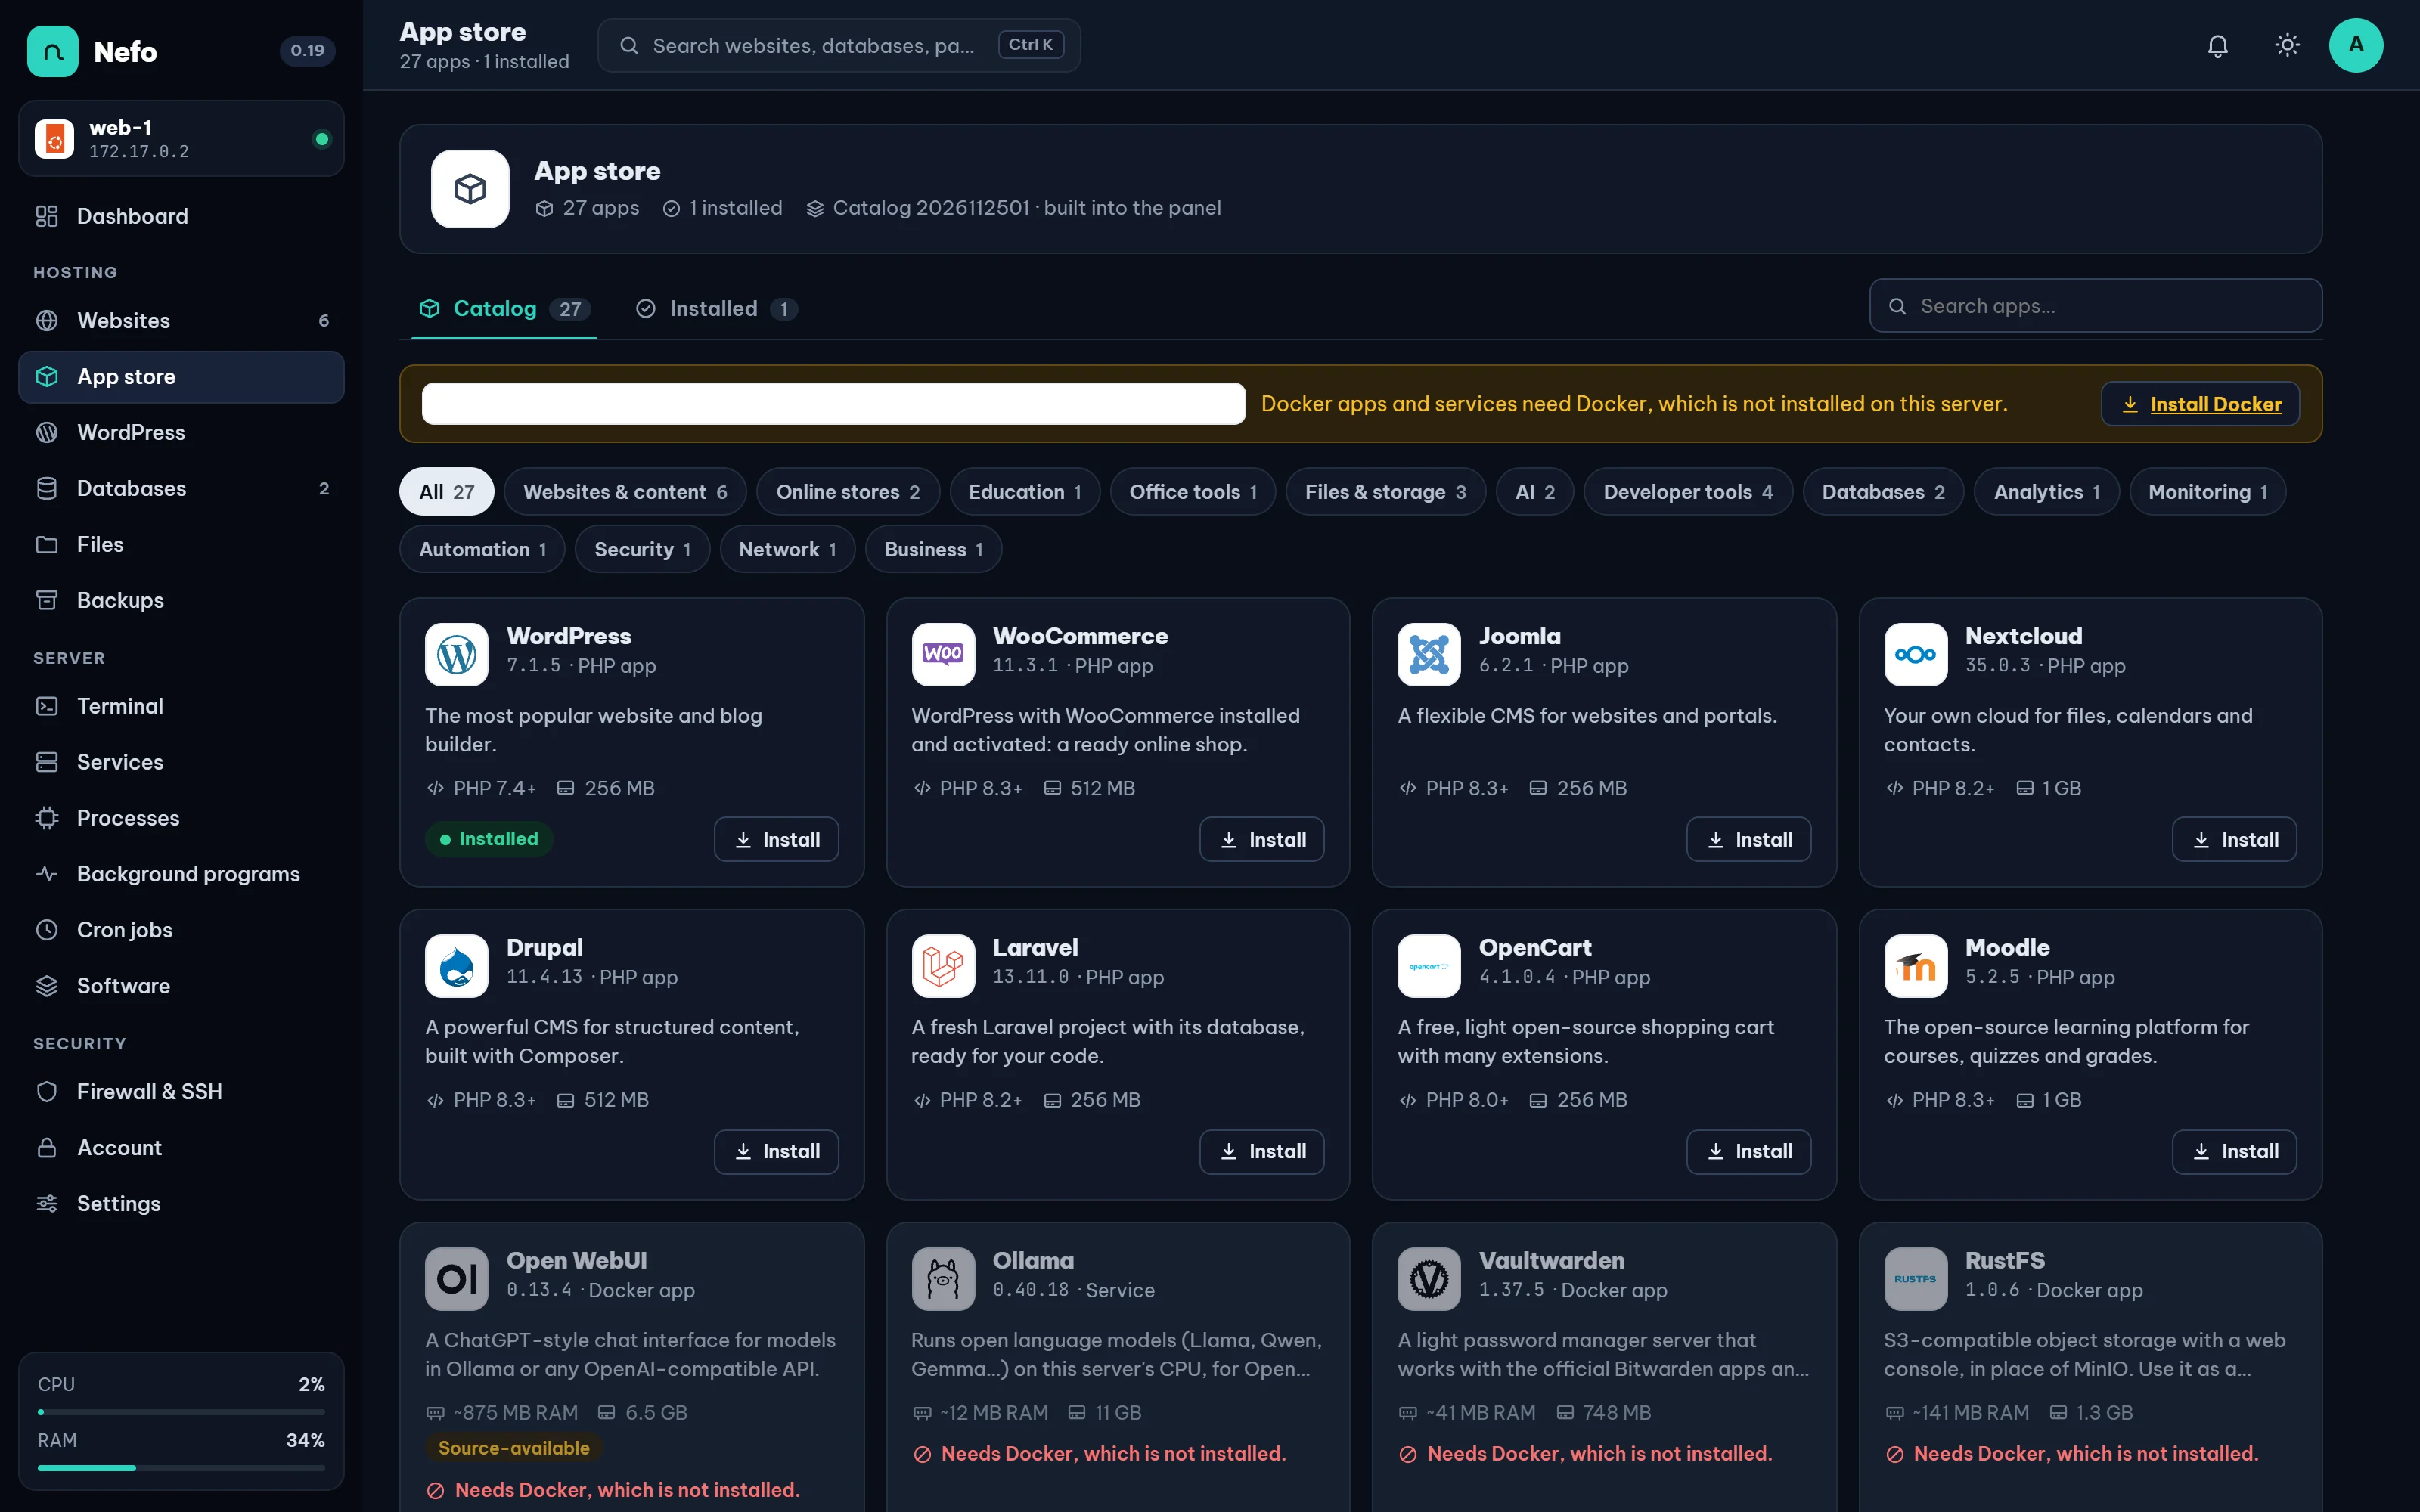 Nefo
0.19
web-1
172.17.0.2
Dashboard
HOSTING
Websites 6
App store
WordPress
Databases 2
Files
Backups
SERVER
Terminal
Services
Processes
Background programs
Cron jobs
Software
SECURITY
Firewall & SSH
Account
Settings
CPU 2%
RAM 34%
App store
27 apps · 1 installed
Search websites, databases, pa... Ctrl K
A
App store
27 apps 1 installed Catalog 2026112501 · built into the panel
Catalog 27 Installed 1
Search apps...
Docker apps and services need Docker, which is not installed on this server. Install Docker
All 27 Websites & content 6 Online stores 2 Education 1 Office tools 1 Files & storage 3 AI 2 Developer tools 4 Databases 2 Analytics 1 Monitoring 1
Automation 1 Security 1 Network 1 Business 1
WordPress
7.1.5 · PHP app
The most popular website and blog
builder.
PHP 7.4+ 256 MB
Installed Install
WooCommerce
11.3.1 · PHP app
WordPress with WooCommerce installed
and activated: a ready online shop.
PHP 8.3+ 512 MB
Install
Joomla
6.2.1 · PHP app
A flexible CMS for websites and portals.
PHP 8.3+ 256 MB
Install
Nextcloud
35.0.3 · PHP app
Your own cloud for files, calendars and
contacts.
PHP 8.2+ 1 GB
Install
Drupal
11.4.13 · PHP app
A powerful CMS for structured content,
built with Composer.
PHP 8.3+ 512 MB
Install
Laravel
13.11.0 · PHP app
A fresh Laravel project with its database,
ready for your code.
PHP 8.2+ 256 MB
Install
opencart
OpenCart
4.1.0.4 · PHP app
A free, light open-source shopping cart
with many extensions.
PHP 8.0+ 256 MB
Install
Moodle
5.2.5 · PHP app
The open-source learning platform for
courses, quizzes and grades.
PHP 8.3+ 1 GB
Install
Open WebUI
0.13.4 · Docker app
A ChatGPT-style chat interface for models
in Ollama or any OpenAI-compatible API.
~875 MB RAM 6.5 GB
Source-available
Needs Docker, which is not installed.
Ollama
0.40.18 · Service
Runs open language models (Llama, Qwen,
Gemma...) on this server's CPU, for Open...
~12 MB RAM 11 GB
Needs Docker, which is not installed.
Vaultwarden
1.37.5 · Docker app
A light password manager server that
works with the official Bitwarden apps an...
~41 MB RAM 748 MB
Needs Docker, which is not installed.
RUSTFS
RustFS
1.0.6 · Docker app
S3-compatible object storage with a web
console, in place of MinIO. Use it as a...
~141 MB RAM 1.3 GB
Needs Docker, which is not installed.